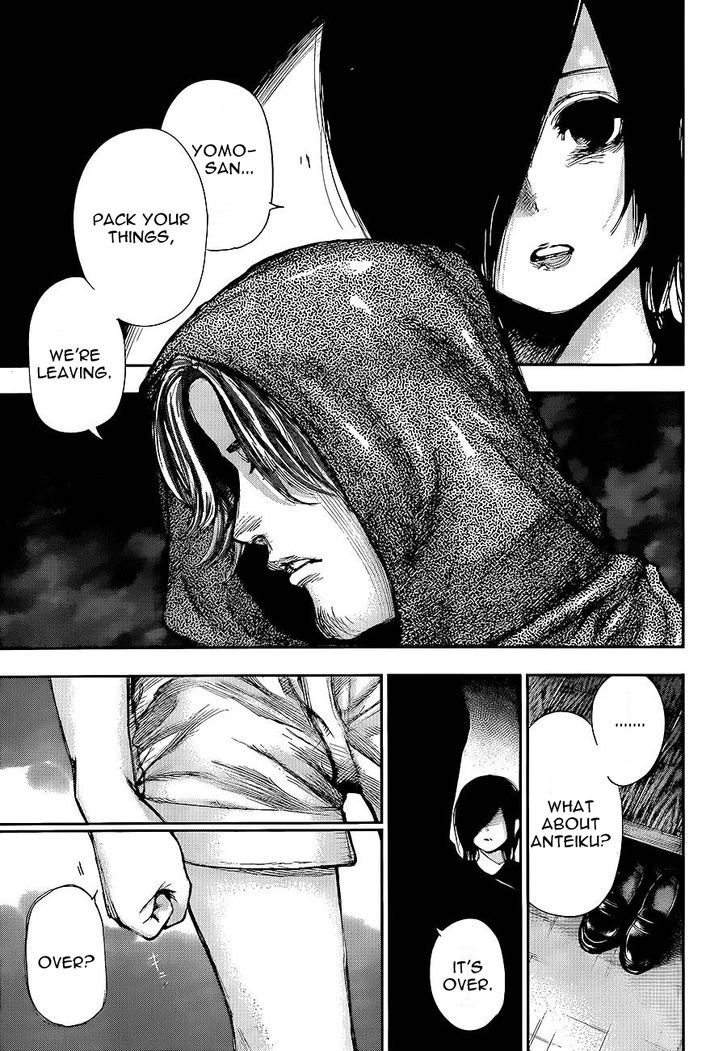 YOMO-
SAN...
PACK YOUR
THINGS,
WE'RE
LEAVING.
.......
WHAT
ABOUT
ANTEIKU?
IT'S
OVER.
OVER?